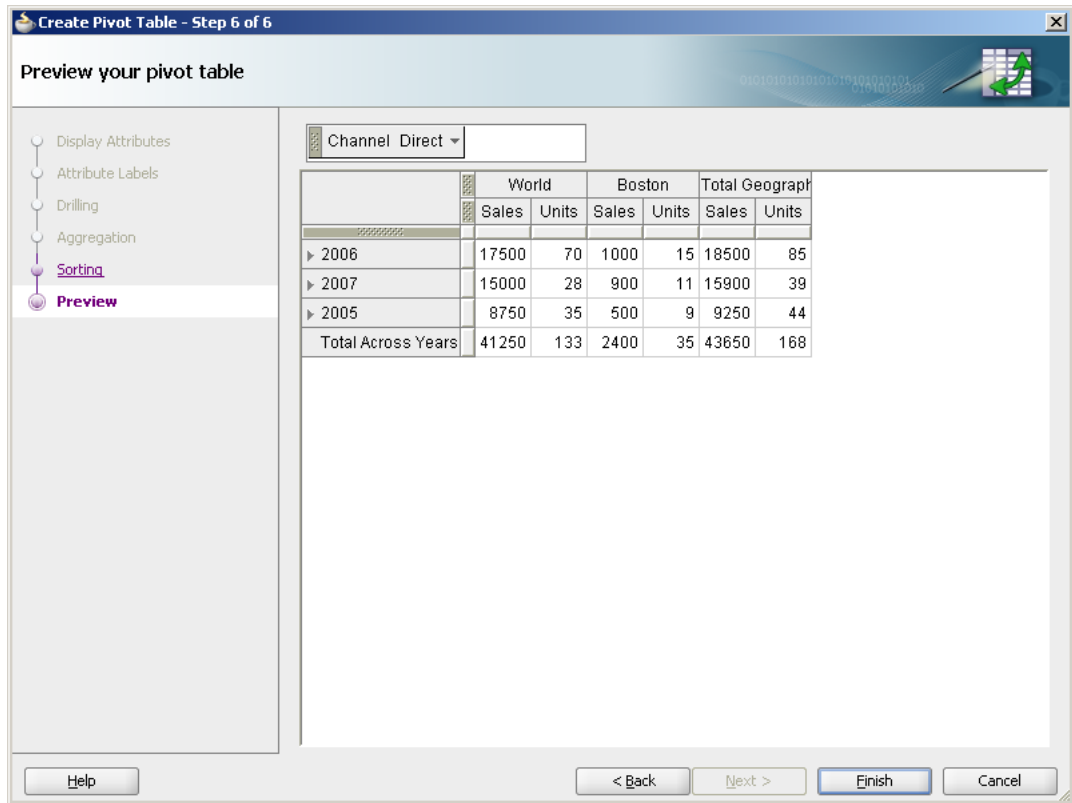 Create Pivot Table - Step 6 of 6
Preview your pivot table
Display Attributes
Attribute Labels
Drilling
Aggregation
Sorting
Preview
Channel Direct
World Boston Total Geograph
Sales Units Sales Units Sales Units
2006 17500 70 1000 15 18500 85
2007 15000 28 900 11 15900 39
2005 8750 35 500 9 9250 44
Total Across Years 41250 133 2400 35 43650 168
Help < Back Next > Finish Cancel